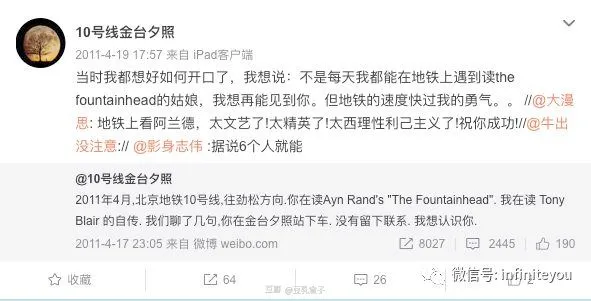 10号线金台夕照
2011-4-19 17:57 来自 iPad客户端
当时我都想好如何开口了，我想说：不是每天我都能在地铁上遇到读the
fountainhead的姑娘，我想再能见到你。但地铁的速度快过我的勇气。。//@大漫
思: 地铁上看阿兰德，太文艺了!太精英了!太西理性利己主义了!祝你成功!//@牛出
没注意:// @影身志伟 :据说6个人就能
@10号线金台夕照
2011年4月,北京地铁10号线,往劲松方向.你在读Ayn Rand's "The Fountainhead". 我在读 Tony
Blair 的自传. 我们聊了几句,你在金台夕照站下车. 没有留下联系. 我想认识你.
2011-4-17 23:05 来自 微博 weibo.com 8027 2445 190
收藏 64 26 2
豆瓣 @豆乳盒子
微信号: infiniteyou